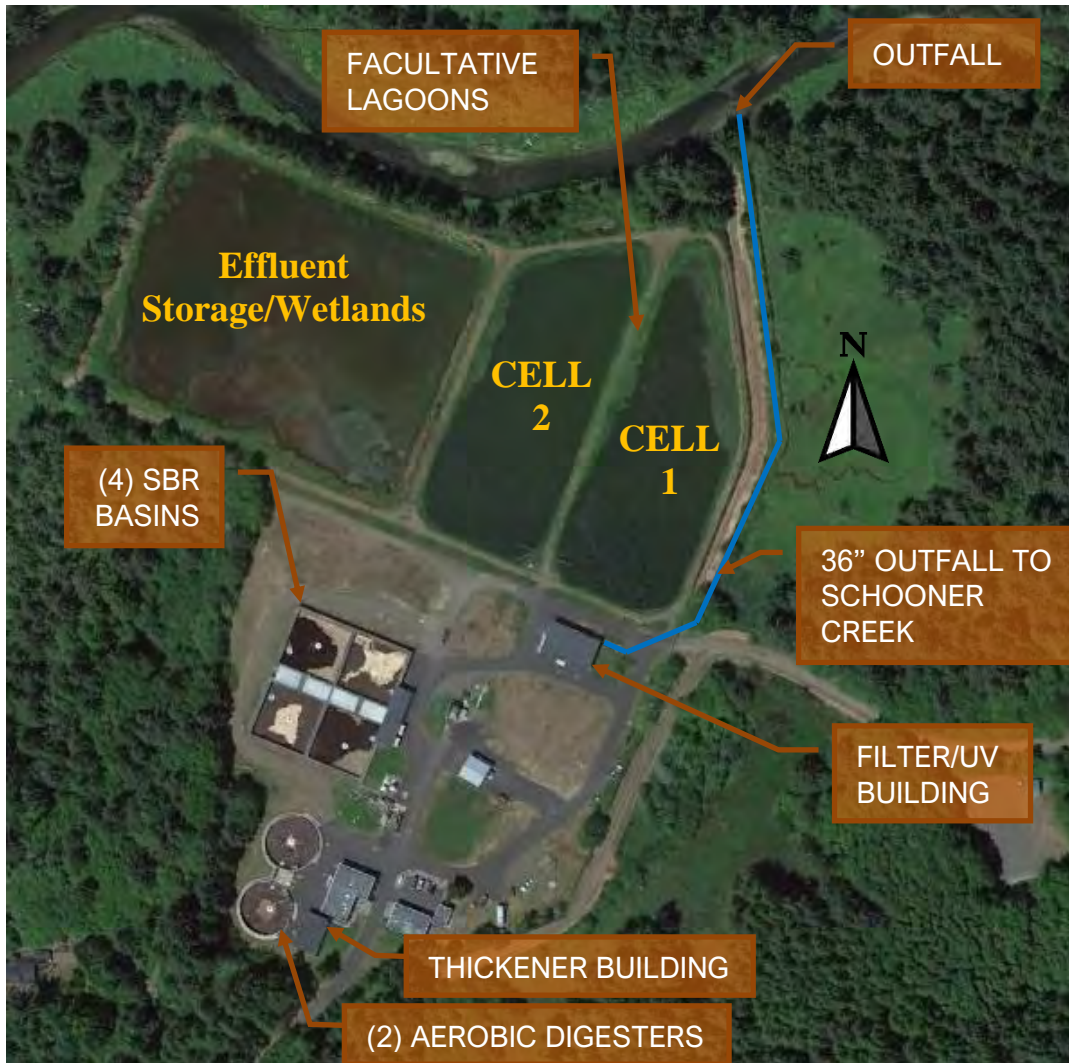 FACULTATIVE
LAGOONS
OUTFALL
Effluent
Storage/Wetlands
N
CELL
2
CELL
1
(4) SBR
BASINS
36” OUTFALL TO
SCHOONER
CREEK
FILTER/UV
BUILDING
THICKENER BUILDING
(2) AEROBIC DIGESTERS